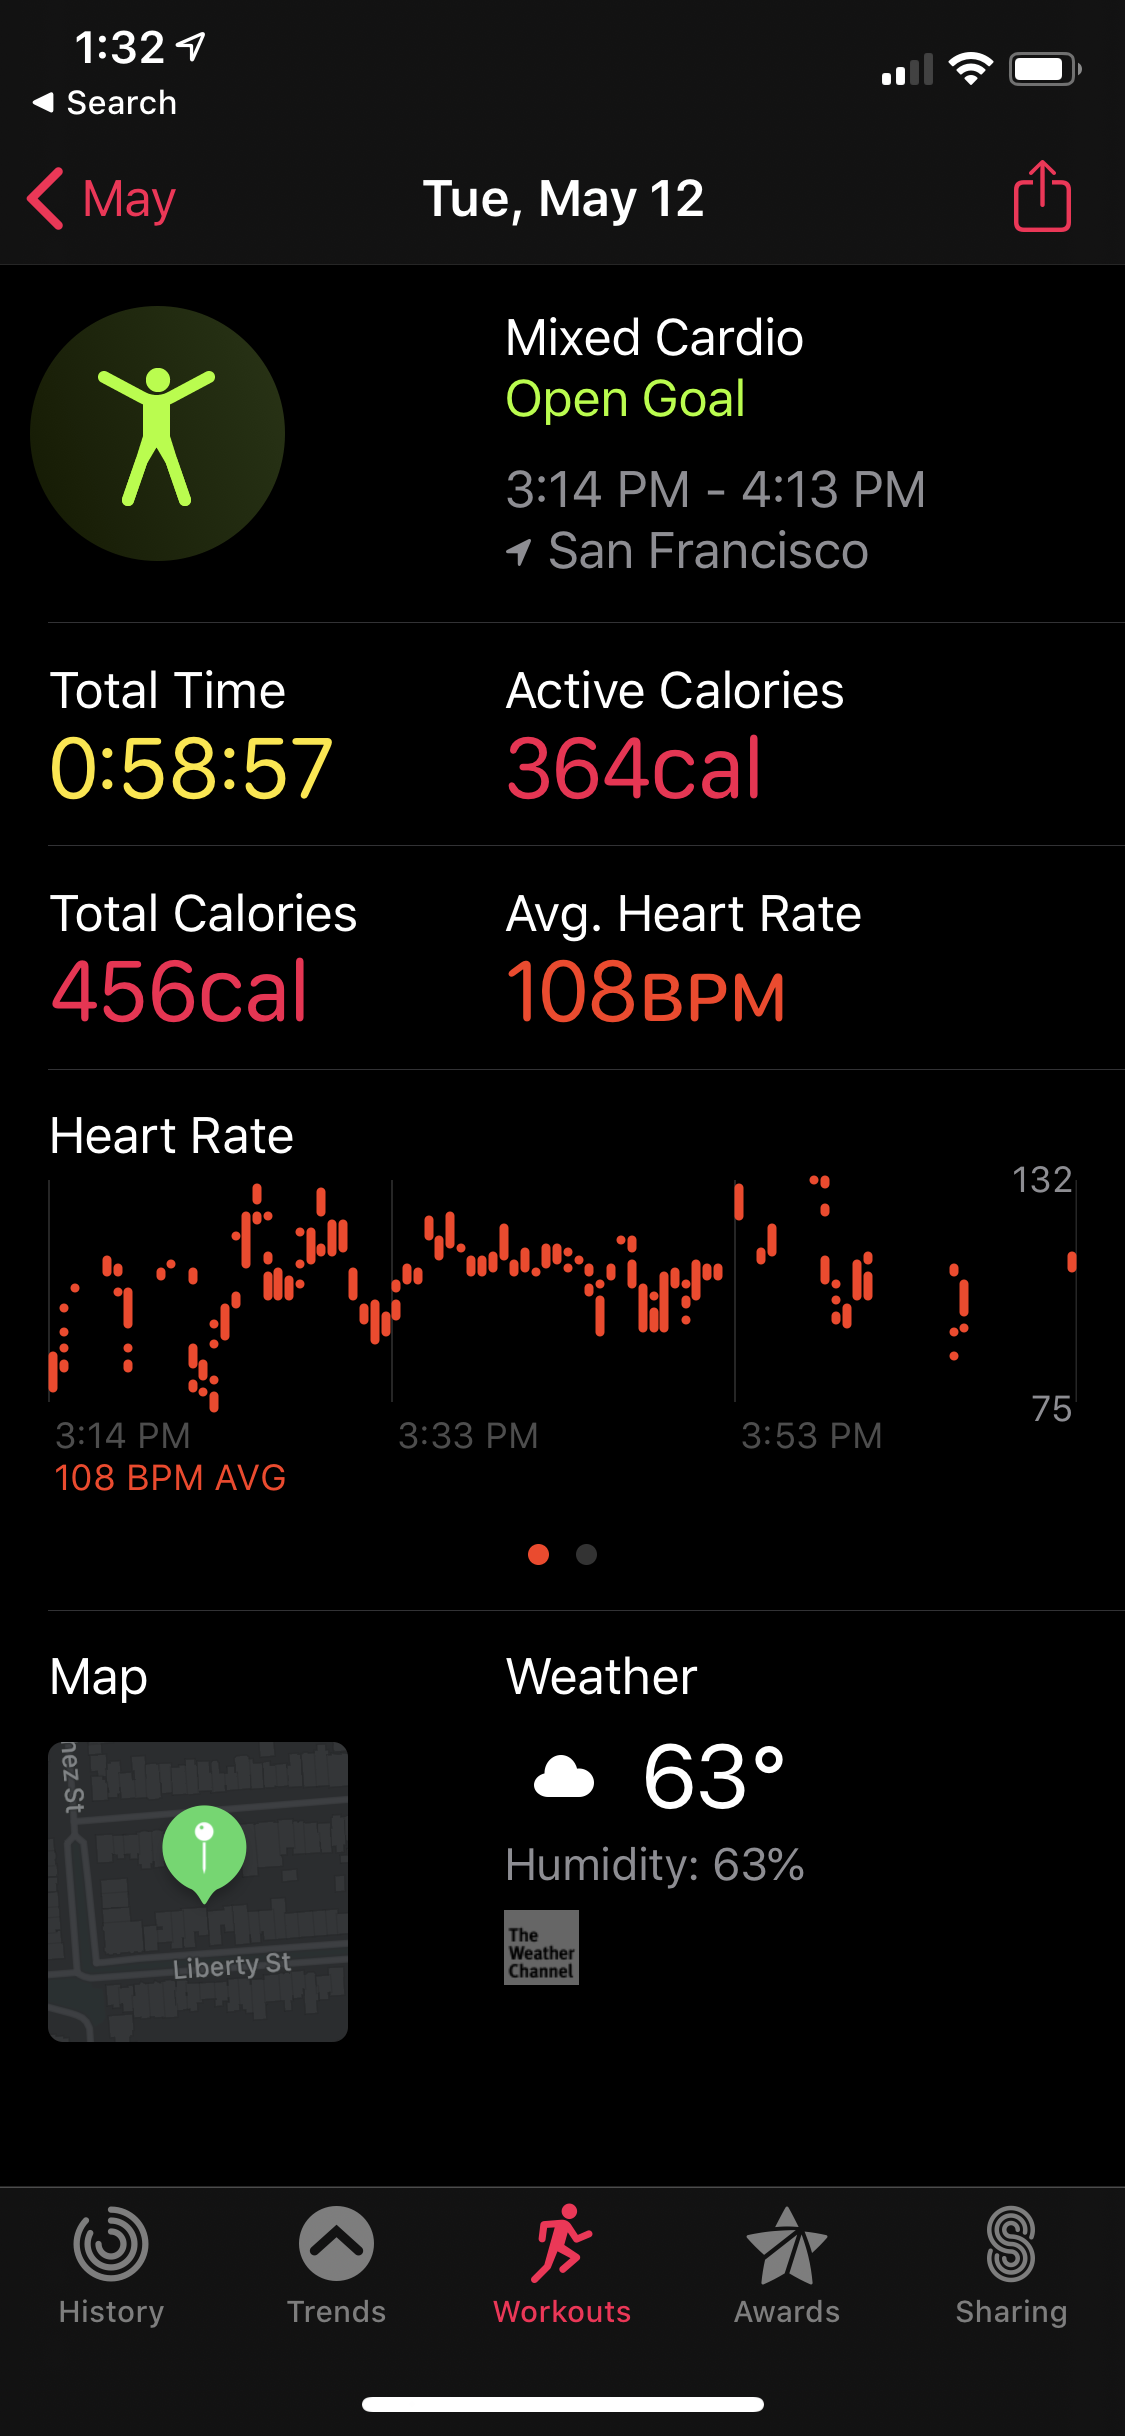 1:32
Search
May
Tue, May 12
Mixed Cardio
Open Goal
3:14 PM - 4:13 PM
San Francisco
Total Time
0:58:57
Active Calories
364cal
Total Calories
456cal
Avg. Heart Rate
108BPM
Heart Rate
132
75
3:14 PM
3:33 PM
3:53 PM
108 BPM AVG
Map
nez St
Liberty St
Weather
63°
Humidity: 63%
The
Weather
Channel
History
Trends
Workouts
Awards
Sharing